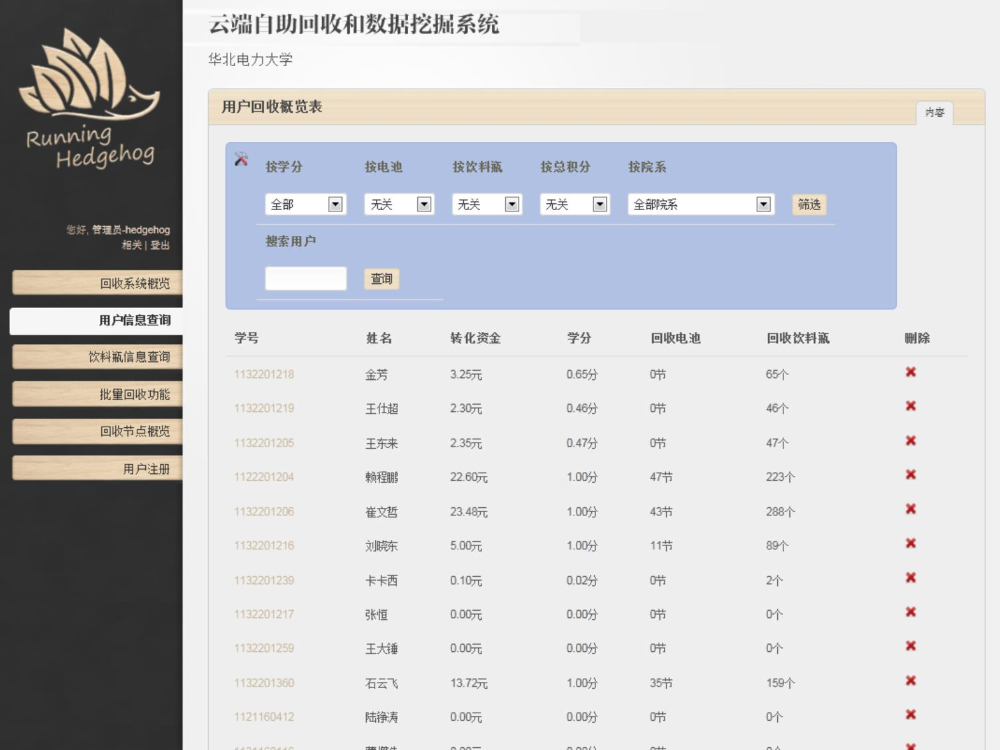 云端自助回收和数据挖掘系统
华北电力大学
Running
Hedgehog
您好, 管理员-hedgehog
相关 | 登出
回收系统概览
用户信息查询
饮料瓶信息查询
批量回收功能
回收节点概览
用户注册
用户回收概览表
内容
按学分 按电池 按饮料瓶 按总积分 按院系
全部 无关 无关 无关 全部院系 筛选
搜索用户
查询
学号 姓名 转化资金 学分 回收电池 回收饮料瓶 删除
1132201218 金芳 3.25元 0.65分 0节 65个
1132201219 王仕超 2.30元 0.46分 0节 46个
1132201205 王东来 2.35元 0.47分 0节 47个
1122201204 赖程鹏 22.60元 1.00分 47节 223个
1132201206 崔文哲 23.48元 1.00分 43节 288个
1132201216 刘晓东 5.00元 1.00分 11节 89个
1132201239 卡卡西 0.10元 0.02分 0节 2个
1132201217 张恒 0.00元 0.00分 0节 0个
1132201259 王大锤 0.00元 0.00分 0节 0个
1132201360 石云飞 13.72元 1.00分 35节 159个
1121160412 陆铮涛 0.00元 0.00分 0节 0个